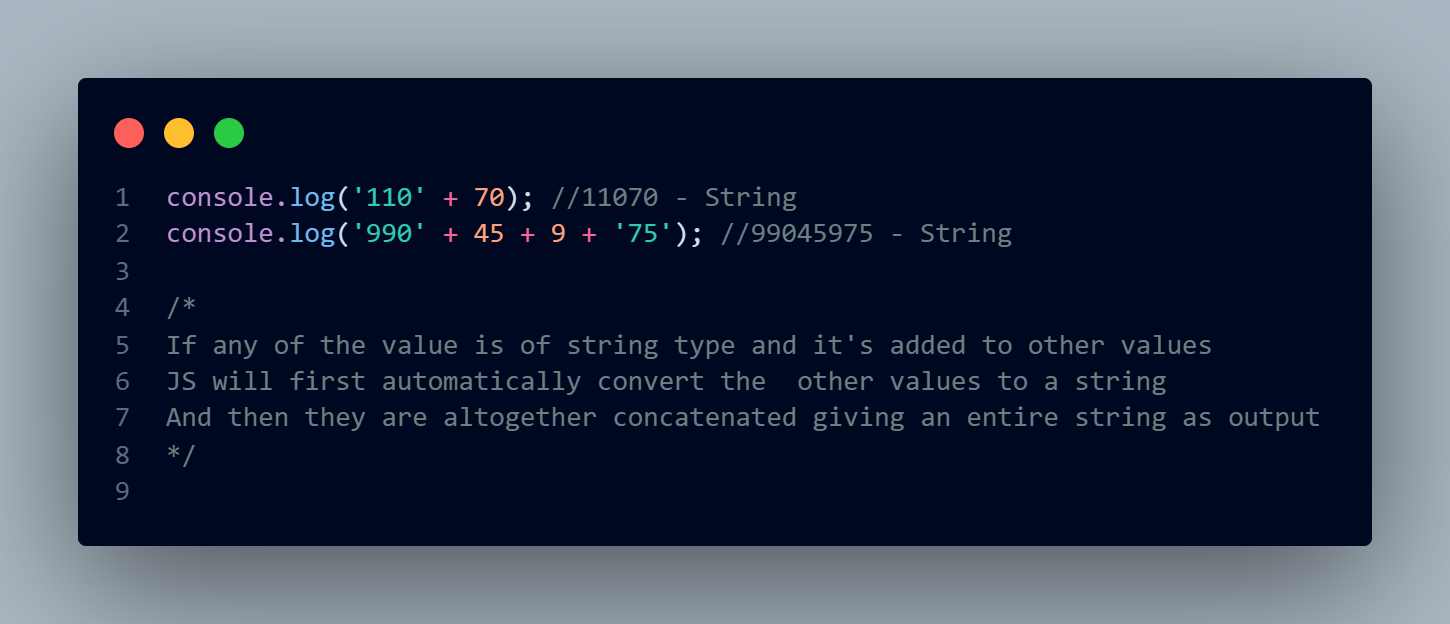 1 console.log('110' + 70); //11070 - String
2 console.log('990' + 45 + 9 + '75'); //99045975 - String
3
4 /*
5 If any of the value is of string type and it's added to other values
6 JS will first automatically convert the  other values to a string
7 And then they are altogether concatenated giving an entire string as output
8 */
9